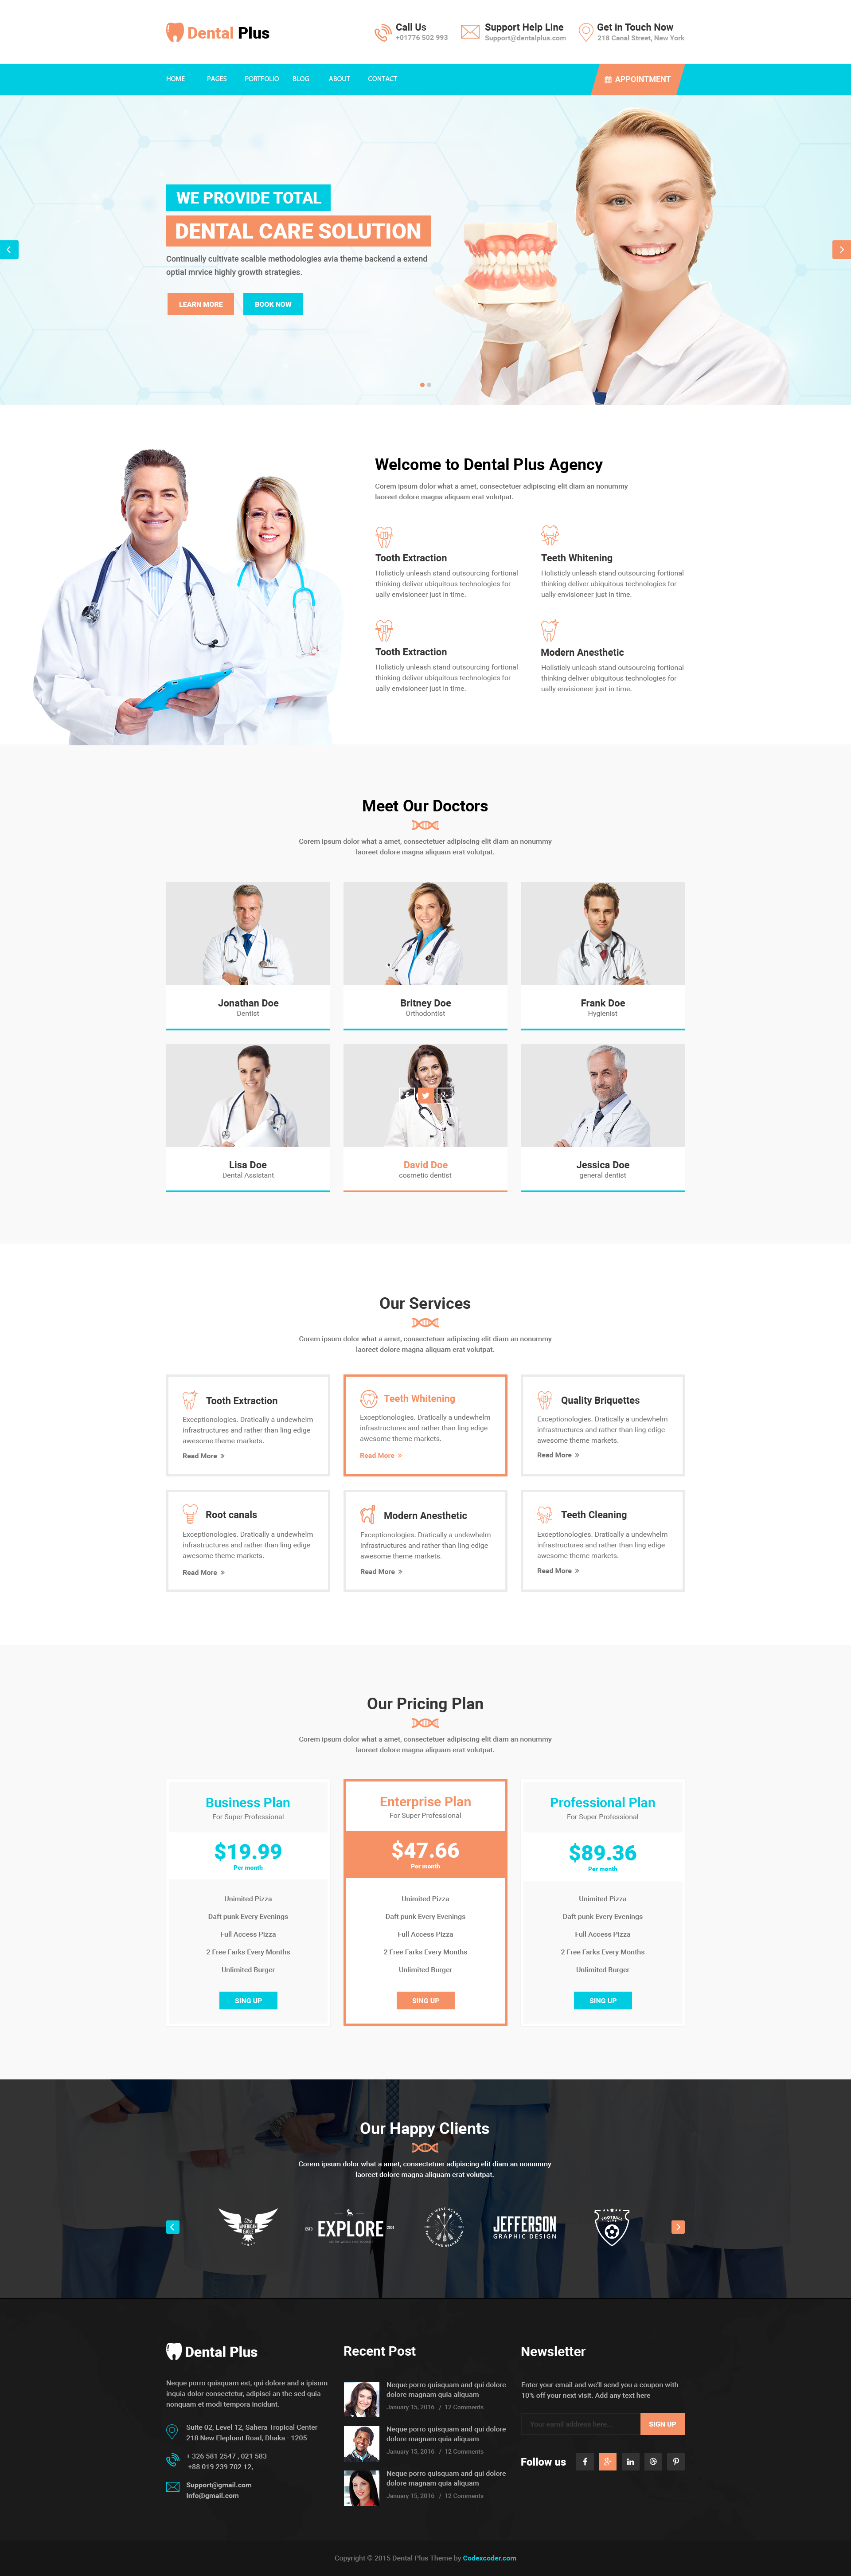 Dental Plus
Call Us
+01776 502 993
Support Help Line
Support@dentalplus.com
Get in Touch Now
218 Canal Street, New York
HOME
PAGES
PORTFOLIO
BLOG
ABOUT
CONTACT
APPOINTMENT
WE PROVIDE TOTAL
DENTAL CARE SOLUTION
Continually cultivate scalble methodologies avia theme backend a extend
optial mrvice highly growth strategies.
LEARN MORE
BOOK NOW
Welcome to Dental Plus Agency
Corem ipsum dolor what a amet, consectetuer adipiscing elit diam an nonummy
laoreet dolore magna aliquam erat volutpat.
Tooth Extraction
Holisticly unleash stand outsourcing fortional
thinking deliver ubiquitous technologies for
ually envisioneer just in time.
Teeth Whitening
Holisticly unleash stand outsourcing fortional
thinking deliver ubiquitous technologies for
ually envisioneer just in time.
Tooth Extraction
Holisticly unleash stand outsourcing fortional
thinking deliver ubiquitous technologies for
ually envisioneer just in time.
Modern Anesthetic
Holisticly unleash stand outsourcing fortional
thinking deliver ubiquitous technologies for
ually envisioneer just in time.
Meet Our Doctors
Corem ipsum dolor what a amet, consectetuer adipiscing elit diam an nonummy
laoreet dolore magna aliquam erat volutpat.
Jonathan Doe
Dentist
Britney Doe
Orthodontist
Frank Doe
Hygienist
Lisa Doe
Dental Assistant
David Doe
cosmetic dentist
Jessica Doe
general dentist
Our Services
Corem ipsum dolor what a amet, consectetuer adipiscing elit diam an nonummy
laoreet dolore magna aliquam erat volutpat.
Tooth Extraction
Exceptionologies. Dratically a undewhelm
infrastructures and rather than ling edige
awesome theme markets.
Read More »
Teeth Whitening
Exceptionologies. Dratically a undewhelm
infrastructures and rather than ling edige
awesome theme markets.
Read More »
Quality Briquettes
Exceptionologies. Dratically a undewhelm
infrastructures and rather than ling edige
awesome theme markets.
Read More »
Root canals
Exceptionologies. Dratically a undewhelm
infrastructures and rather than ling edige
awesome theme markets.
Read More »
Modern Anesthetic
Exceptionologies. Dratically a undewhelm
infrastructures and rather than ling edige
awesome theme markets.
Read More »
Teeth Cleaning
Exceptionologies. Dratically a undewhelm
infrastructures and rather than ling edige
awesome theme markets.
Read More »
Our Pricing Plan
Corem ipsum dolor what a amet, consectetuer adipiscing elit diam an nonummy
laoreet dolore magna aliquam erat volutpat.
Business Plan
For Super Professional
$19.99
Per month
Unimited Pizza
Daft punk Every Evenings
Full Access Pizza
2 Free Farks Every Months
Unlimited Burger
SING UP
Enterprise Plan
For Super Professional
$47.66
Per month
Unimited Pizza
Daft punk Every Evenings
Full Access Pizza
2 Free Farks Every Months
Unlimited Burger
SING UP
Professional Plan
For Super Professional
$89.36
Per month
Unimited Pizza
Daft punk Every Evenings
Full Access Pizza
2 Free Farks Every Months
Unlimited Burger
SING UP
Our Happy Clients
Corem ipsum dolor what a amet, consectetuer adipiscing elit diam an nonummy
laoreet dolore magna aliquam erat volutpat.
The
AMERICAN
EAGLE
ESTD
EXPLORE
WILD WEST ACADEMY
JEFFERSON
GRAPHIC DESIGN
FOOTBALL
Dental Plus
Neque porro quisquam est, qui dolore and a ipisum
inquia dolor consectetur, adipisci an the sed quia
nonquam et modi tempora incidunt.
Suite 02, Level 12, Sahera Tropical Center
218 New Elephant Road, Dhaka - 1205
+ 326 581 2547 , 021 583
+88 019 239 702 12,
Support@gmail.com
Info@gmail.com
Recent Post
Neque porro quisquam and qui dolore
dolore magnam quia aliquam
January 15, 2016 / 12 Comments
Neque porro quisquam and qui dolore
dolore magnam quia aliquam
January 15, 2016 / 12 Comments
Neque porro quisquam and qui dolore
dolore magnam quia aliquam
January 15, 2016 / 12 Comments
Newsletter
Enter your email and we'll send you a coupon with
10% off your next visit. Add any text here
Your email address here...
SIGN UP
Follow us
Copyright © 2015 Dental Plus Theme by Codexcoder.com